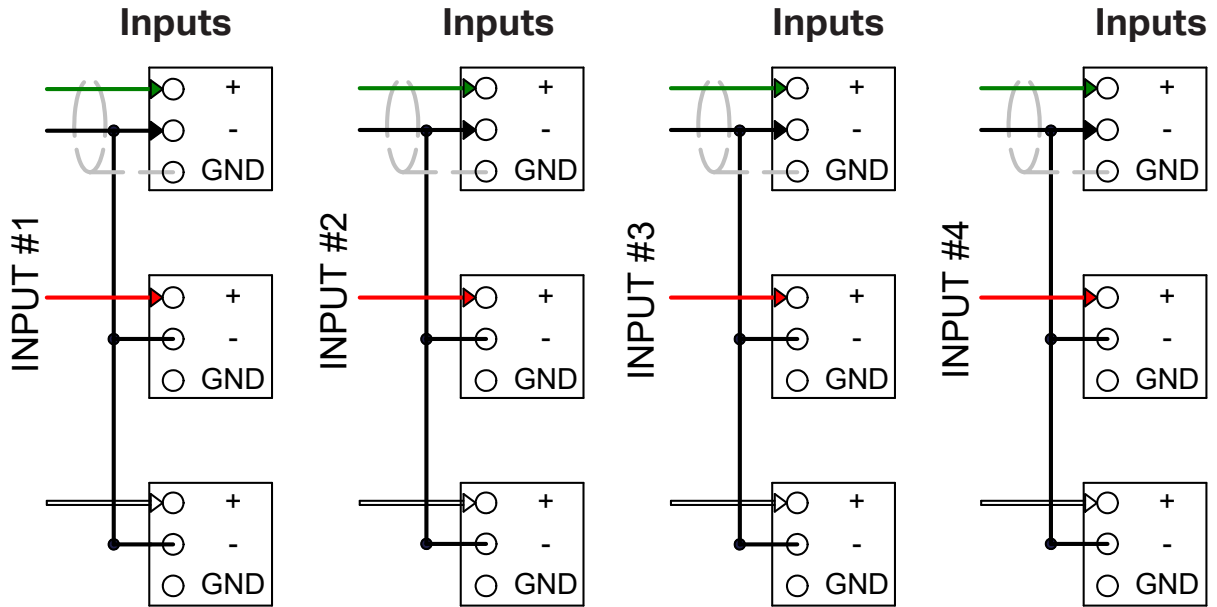 Inputs
Inputs
Inputs
Inputs
+
-
GND
+
-
GND
+
-
GND
+
-
GND
INPUT #1
INPUT #2
INPUT #3
INPUT #4
+
-
GND
+
-
GND
+
-
GND
+
-
GND
+
-
GND
+
-
GND
+
-
GND
+
-
GND